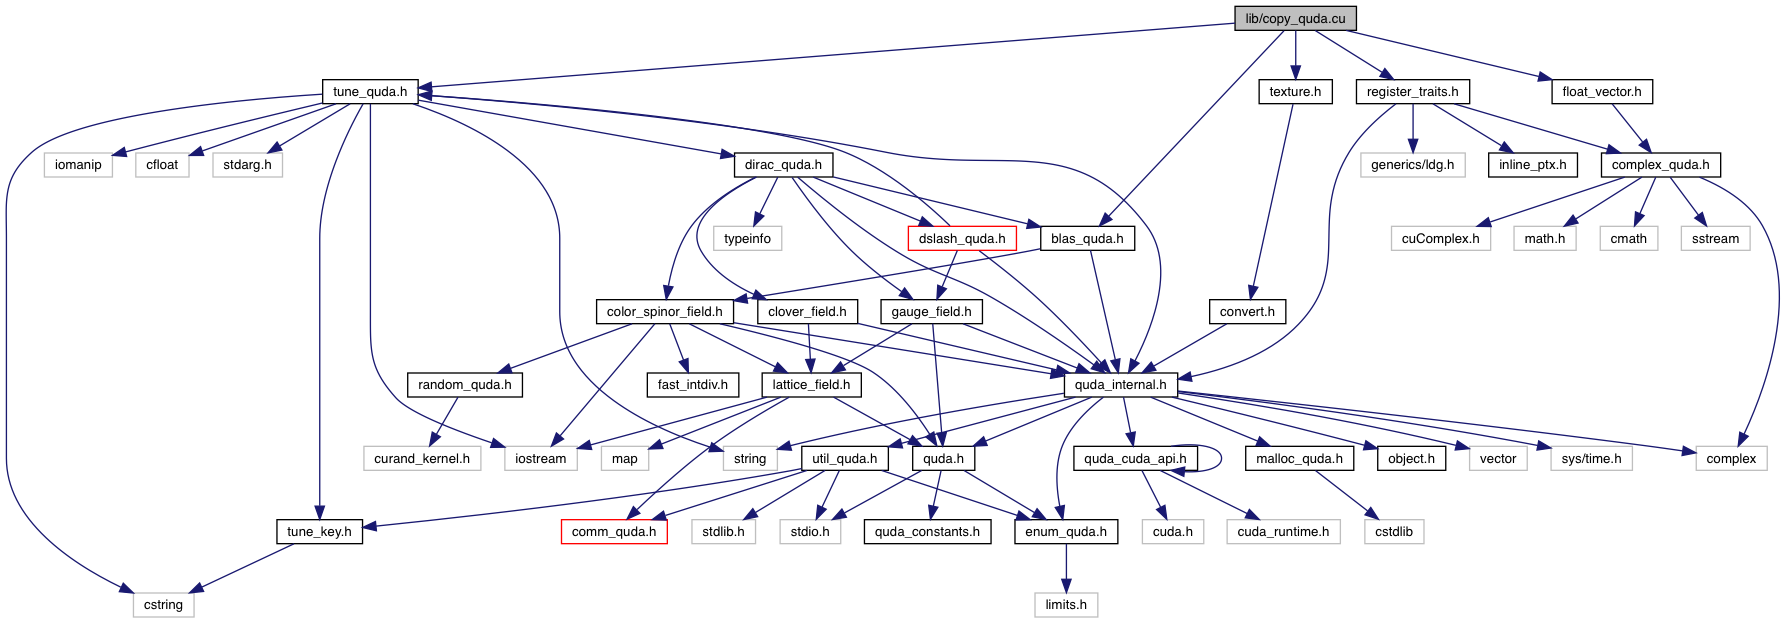 lib/copy_quda.cu
tune_quda.h
texture.h
register_traits.h
float_vector.h
iomanip
cfloat
stdarg.h
dirac_quda.h
generics/ldg.h
inline_ptx.h
complex_quda.h
typeinfo
dslash_quda.h
blas_quda.h
cuComplex.h
math.h
cmath
sstream
color_spinor_field.h
clover_field.h
gauge_field.h
convert.h
random_quda.h
fast_intdiv.h
lattice_field.h
quda_internal.h
curand_kernel.h
iostream
map
string
util_quda.h
quda.h
quda_cuda_api.h
malloc_quda.h
object.h
vector
sys/time.h
complex
tune_key.h
comm_quda.h
stdlib.h
stdio.h
quda_constants.h
enum_quda.h
cuda.h
cuda_runtime.h
cstdlib
cstring
limits.h